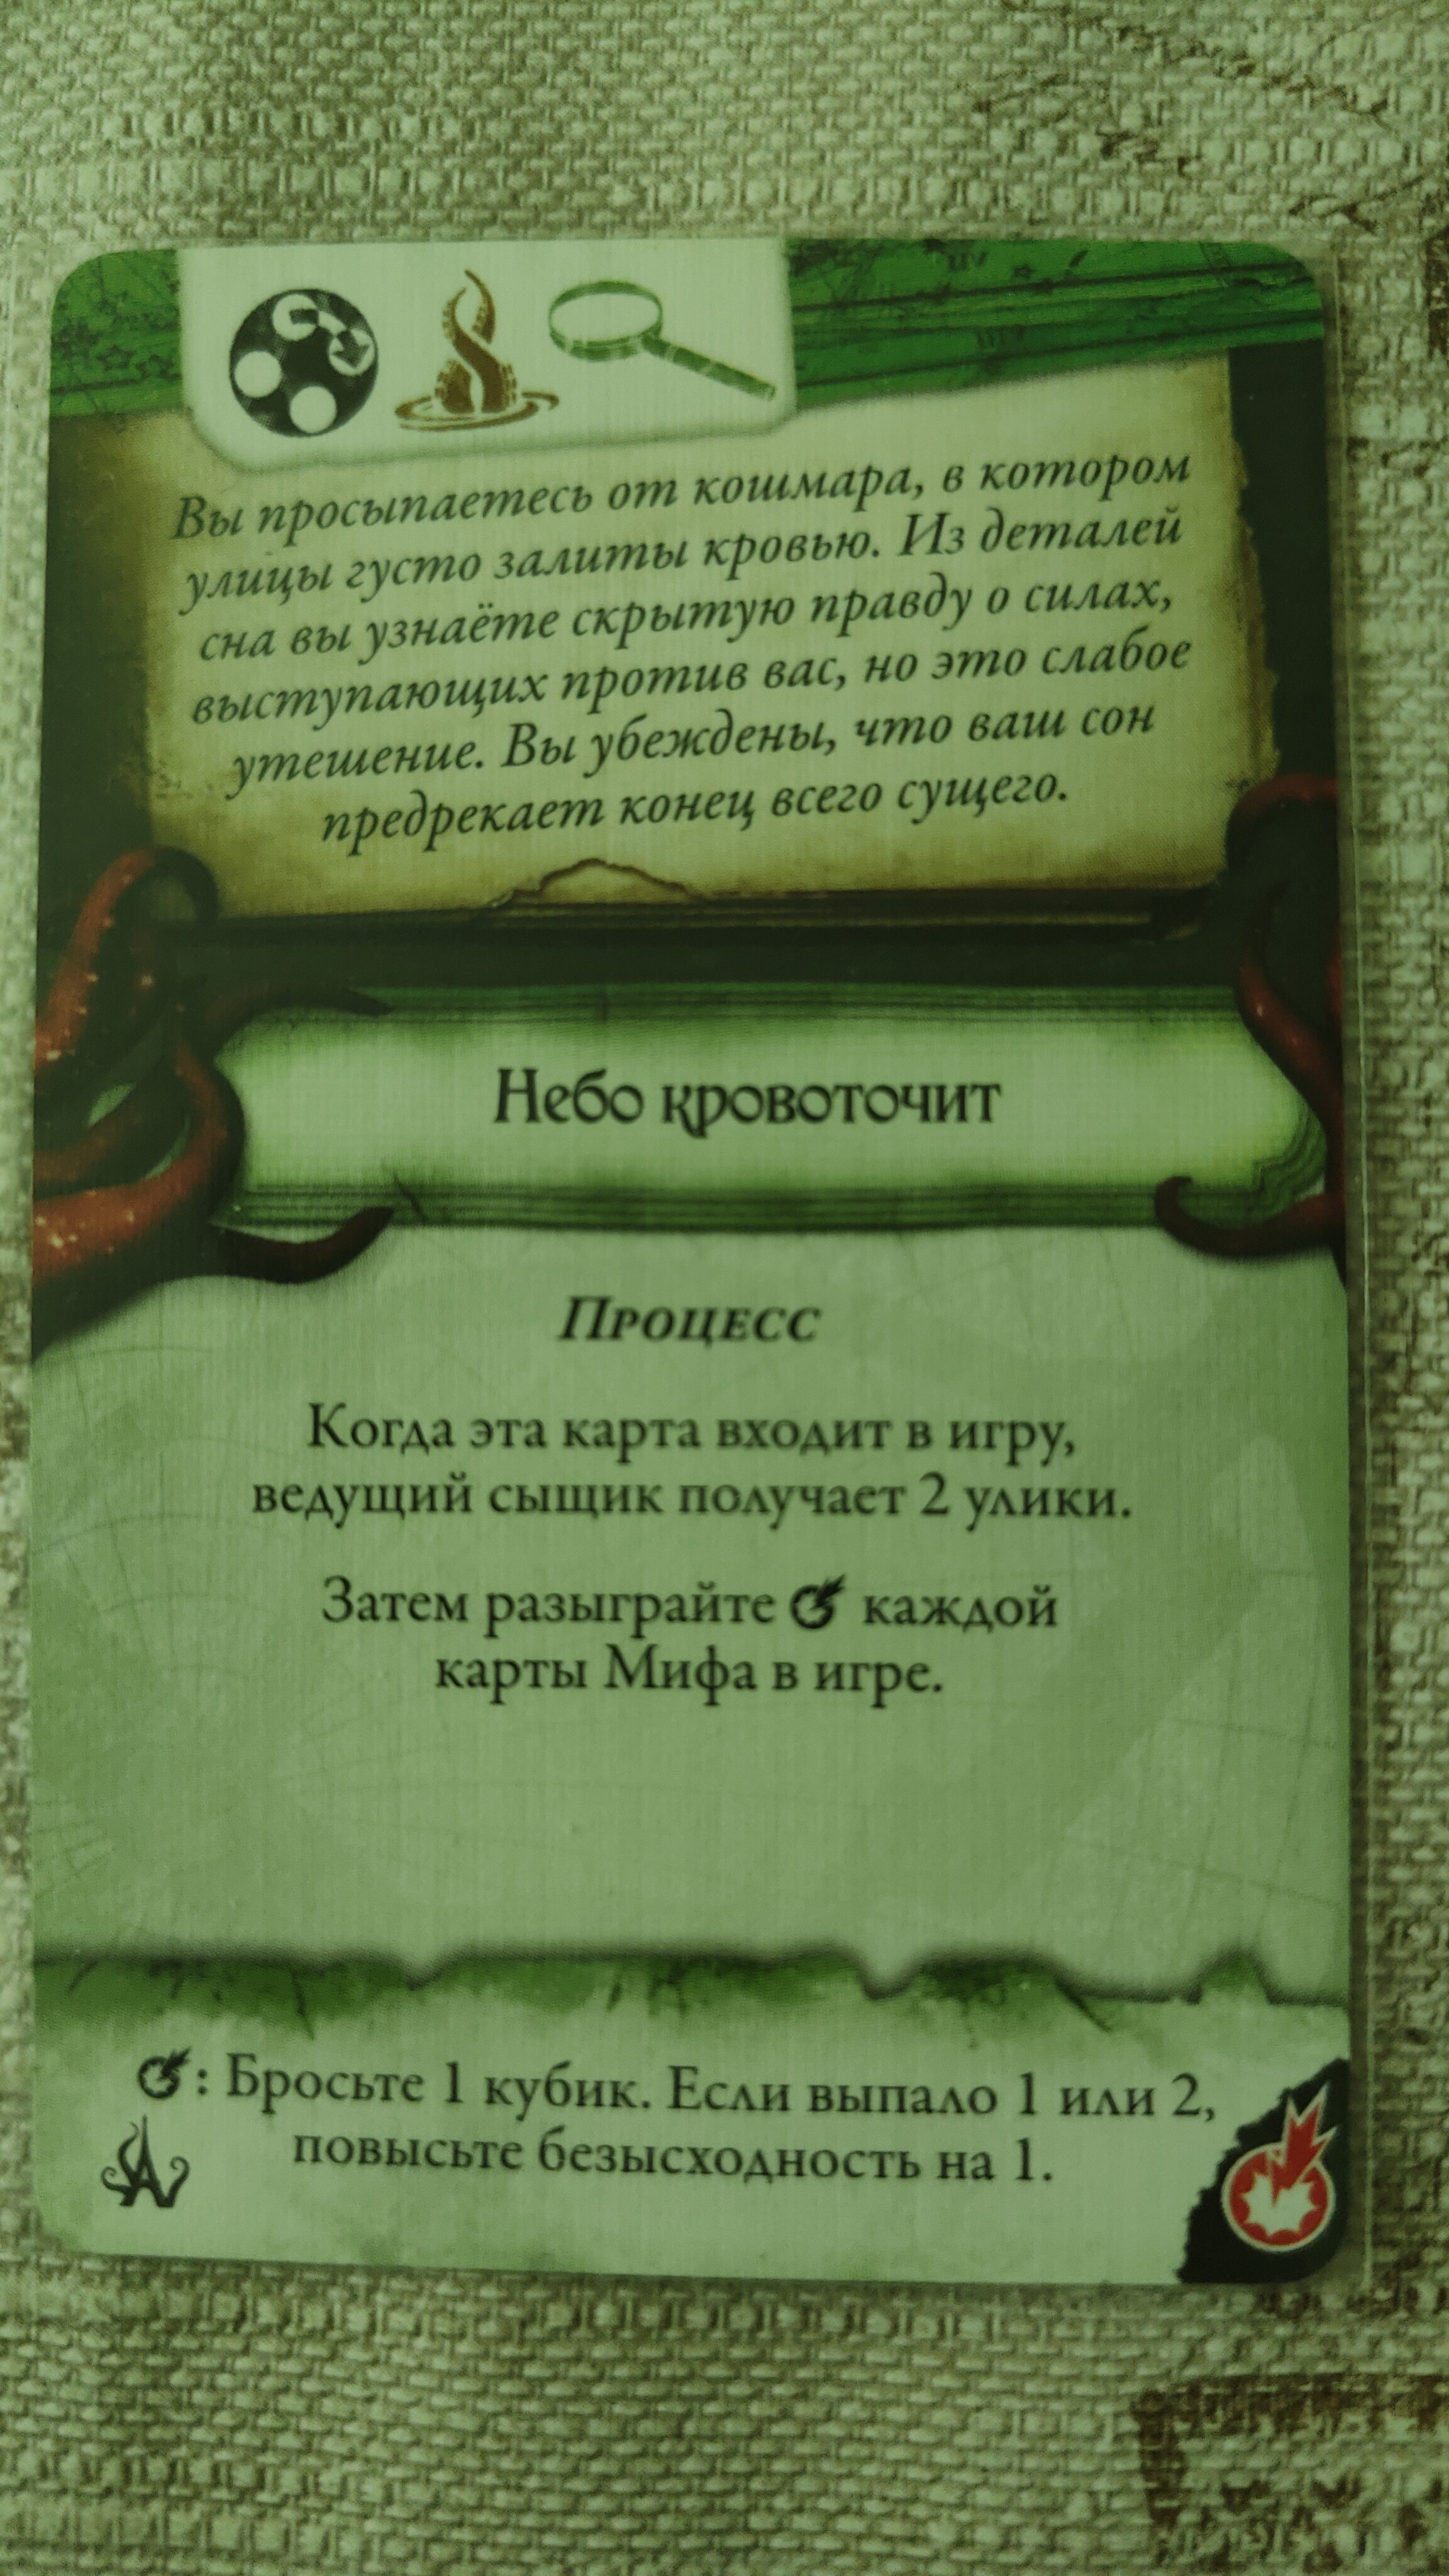 Вы просыпаетесь от кошмара, в котором
улицы густо залиты кровью. Из деталей
сна вы узнаёте скрытую правду о силах,
выступающих против вас, но это слабое
утешение. Вы убеждены, что ваш сон
предрекает конец всего сущего.
Небо кровоточит
Процесс
Когда эта карта входит в игру,
ведущий сыщик получает 2 улики.
Затем разыграйте каждой
карты Мифа в игре.
: Бросьте 1 кубик. Если выпало 1 или 2,
повысьте безысходность на 1.